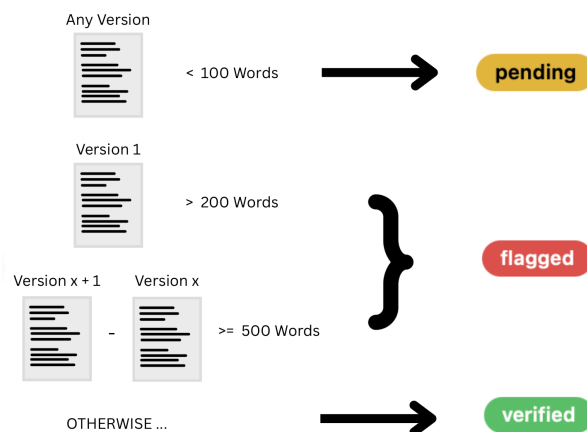 Any Version
< 100 Words
pending
Version 1
> 200 Words
flagged
Version x + 1
Version x
-
>= 500 Words
OTHERWISE ...
verified